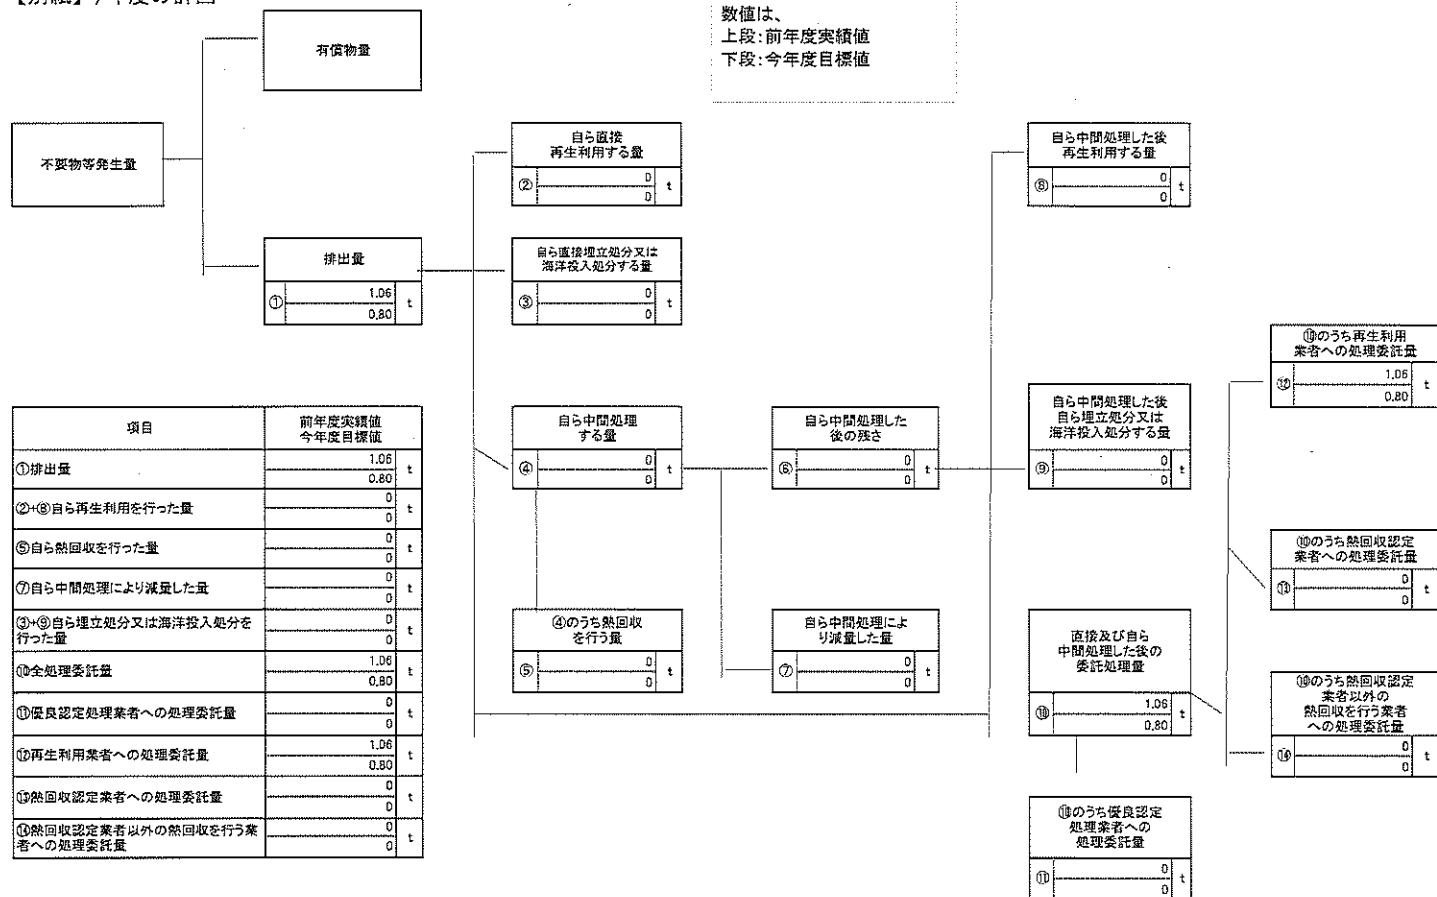 数値は、
上段:前年度実績値
下段:今年度目標値
有償物量
不要物等発生量
排出量
① 1.06 t
0.80
自ら直接
再生利用する量
② 0 t
0
自ら直接埋立処分又は
海洋投入処分する量
③ 0 t
0
自ら中間処理した後
再生利用する量
⑧ 0 t
0
自ら中間処理
する量
④ 0 t
0
自ら中間処理した
後の残さ
⑥ 0 t
0
自ら中間処理した後
自ら埋立処分又は
海洋投入処分する量
⑨ 0 t
0
⑩のうち再生利用
業者への処理委託量
⑫ 1.06 t
0.80
⑩のうち熱回収認定
業者への処理委託量
⑬ 0 t
0
④のうち熱回収
を行う量
⑤ 0 t
0
自ら中間処理によ
り減量した量
⑦ 0 t
0
直接及び自ら
中間処理した後の
委託処理量
⑩ 1.06 t
0.80
⑩のうち熱回収認定
業者以外の
熱回収を行う業者
への処理委託量
⑭ 0 t
0
⑩のうち優良認定
処理業者への
処理委託量
⑪ 0 t
0
項目 前年度実績値
今年度目標値
①排出量 1.06 t
0.80
②+⑧自ら再生利用を行った量 0 t
0
⑤自ら熱回収を行った量 0 t
0
⑦自ら中間処理により減量した量 0 t
0
③+⑨自ら埋立処分又は海洋投入処分を
行った量 0 t
0
⑩全処理委託量 1.06 t
0.80
⑪優良認定処理業者への処理委託量 0 t
0
⑫再生利用業者への処理委託量 1.06 t
0.80
⑬熱回収認定業者への処理委託量 0 t
0
⑭熱回収認定業者以外の熱回収を行う業
者への処理委託量 0 t
0